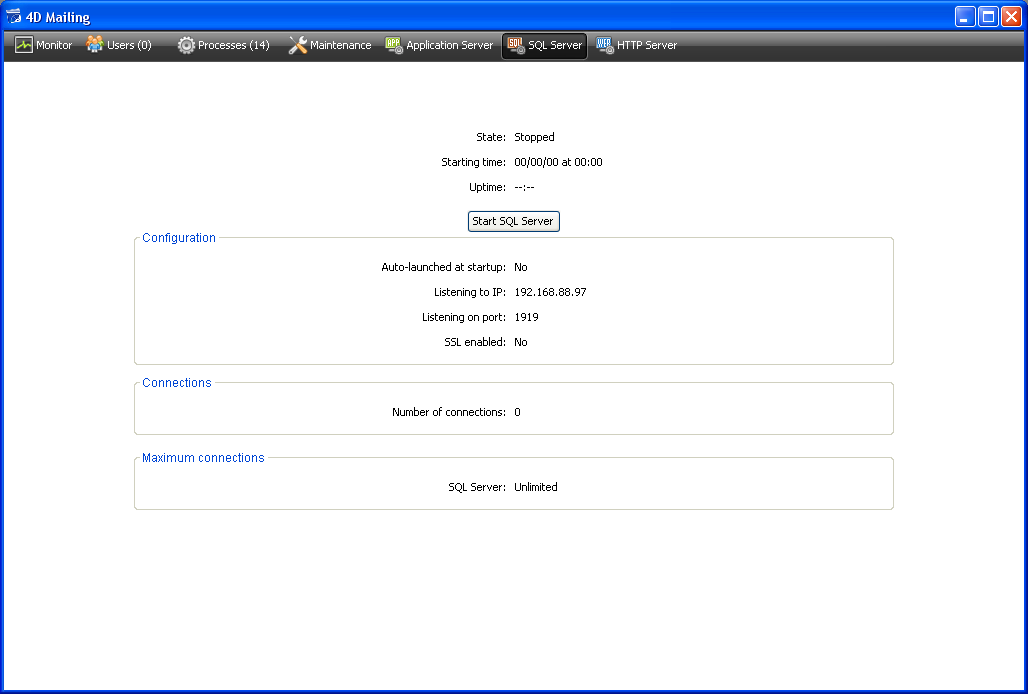 4D Mailing
Monitor Users (0) Processes (14) Maintenance Application Server SQL Server HTTP Server
State: Stopped
Starting time: 00/00/00 at 00:00
Uptime: --:--
Start SQL Server
Configuration
Auto-launched at startup: No
Listening to IP: 192.168.88.97
Listening on port: 1919
SSL enabled: No
Connections
Number of connections: 0
Maximum connections
SQL Server: Unlimited